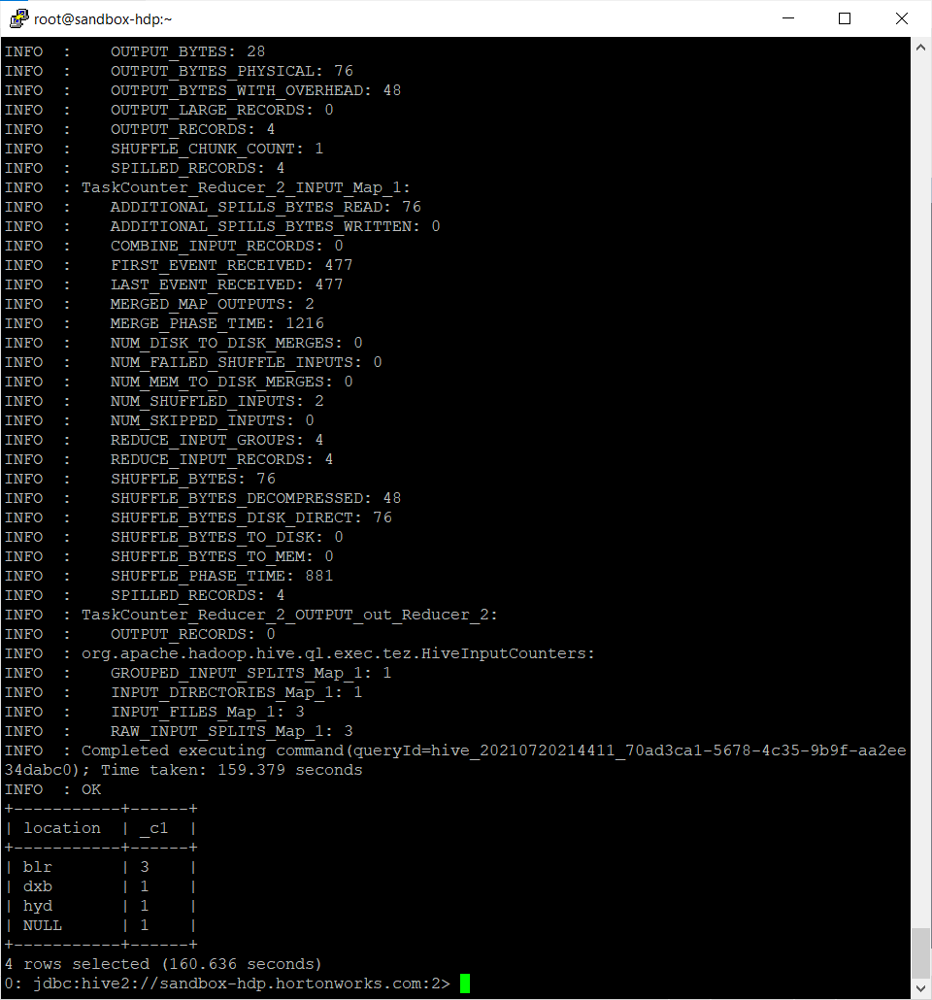 root@sandbox-hdp:~
INFO  :     OUTPUT_BYTES: 28
INFO  :     OUTPUT_BYTES_PHYSICAL: 76
INFO  :     OUTPUT_BYTES_WITH_OVERHEAD: 48
INFO  :     OUTPUT_LARGE_RECORDS: 0
INFO  :     OUTPUT_RECORDS: 4
INFO  :     SHUFFLE_CHUNK_COUNT: 1
INFO  :     SPILLED_RECORDS: 4
INFO  : TaskCounter_Reducer_2_INPUT_Map_1:
INFO  :     ADDITIONAL_SPILLS_BYTES_READ: 76
INFO  :     ADDITIONAL_SPILLS_BYTES_WRITTEN: 0
INFO  :     COMBINE_INPUT_RECORDS: 0
INFO  :     FIRST_EVENT_RECEIVED: 477
INFO  :     LAST_EVENT_RECEIVED: 477
INFO  :     MERGED_MAP_OUTPUTS: 2
INFO  :     MERGE_PHASE_TIME: 1216
INFO  :     NUM_DISK_TO_DISK_MERGES: 0
INFO  :     NUM_FAILED_SHUFFLE_INPUTS: 0
INFO  :     NUM_MEM_TO_DISK_MERGES: 0
INFO  :     NUM_SHUFFLED_INPUTS: 2
INFO  :     NUM_SKIPPED_INPUTS: 0
INFO  :     REDUCE_INPUT_GROUPS: 4
INFO  :     REDUCE_INPUT_RECORDS: 4
INFO  :     SHUFFLE_BYTES: 76
INFO  :     SHUFFLE_BYTES_DECOMPRESSED: 48
INFO  :     SHUFFLE_BYTES_DISK_DIRECT: 76
INFO  :     SHUFFLE_BYTES_TO_DISK: 0
INFO  :     SHUFFLE_BYTES_TO_MEM: 0
INFO  :     SHUFFLE_PHASE_TIME: 881
INFO  :     SPILLED_RECORDS: 4
INFO  : TaskCounter_Reducer_2_OUTPUT_out_Reducer_2:
INFO  :     OUTPUT_RECORDS: 0
INFO  : org.apache.hadoop.hive.ql.exec.tez.HiveInputCounters:
INFO  :     GROUPED_INPUT_SPLITS_Map_1: 1
INFO  :     INPUT_DIRECTORIES_Map_1: 1
INFO  :     INPUT_FILES_Map_1: 3
INFO  :     RAW_INPUT_SPLITS_Map_1: 3
INFO  : Completed executing command(queryId=hive_20210720214411_70ad3ca1-5678-4c35-9b9f-aa2ee
34dabc0); Time taken: 159.379 seconds
INFO  : OK
+-----------+------+
| location  | _c1  |
+-----------+------+
| blr       | 3    |
| dxb       | 1    |
| hyd       | 1    |
| NULL      | 1    |
+-----------+------+
4 rows selected (160.636 seconds)
0: jdbc:hive2://sandbox-hdp.hortonworks.com:2>